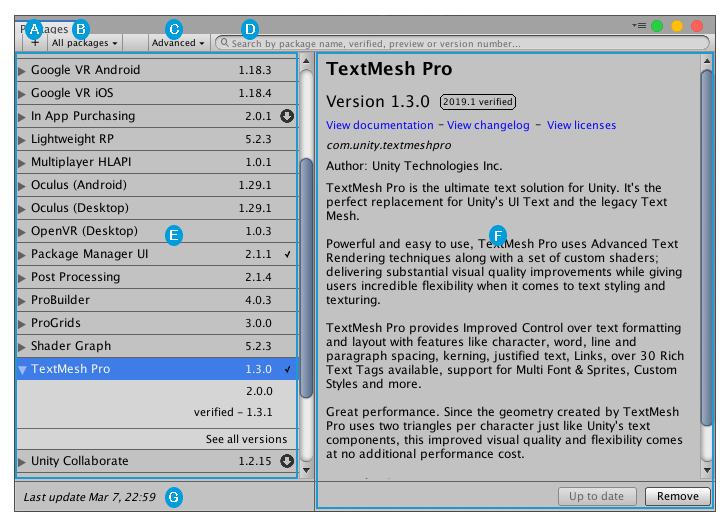 Packages
A B C D
+ All packages Advanced Search by package name, verified, preview or version number...
Google VR Android 1.18.3
Google VR iOS 1.18.4
In App Purchasing 2.0.1
Lightweight RP 5.2.3
Multiplayer HLAPI 1.0.1
Oculus (Android) 1.29.1
Oculus (Desktop) 1.29.1
OpenVR (Desktop) 1.0.3
E
Package Manager UI 2.1.1 ✓
Post Processing 2.1.4
ProBuilder 4.0.3
ProGrids 3.0.0
Shader Graph 5.2.3
TextMesh Pro 1.3.0 ✓
2.0.0
verified - 1.3.1
See all versions
Unity Collaborate 1.2.15
Last update Mar 7, 22:59 G
TextMesh Pro
Version 1.3.0 2019.1 verified
View documentation - View changelog - View licenses
com.unity.textmeshpro
Author: Unity Technologies Inc.
TextMesh Pro is the ultimate text solution for Unity. It's the
perfect replacement for Unity's UI Text and the legacy Text
Mesh.
F
Powerful and easy to use, TextMesh Pro uses Advanced Text
Rendering techniques along with a set of custom shaders;
delivering substantial visual quality improvements while giving
users incredible flexibility when it comes to text styling and
texturing.
TextMesh Pro provides Improved Control over text formatting
and layout with features like character, word, line and
paragraph spacing, kerning, justified text, Links, over 30 Rich
Text Tags available, support for Multi Font & Sprites, Custom
Styles and more.
Great performance. Since the geometry created by TextMesh
Pro uses two triangles per character just like Unity's text
components, this improved visual quality and flexibility comes
at no additional performance cost.
Up to date Remove